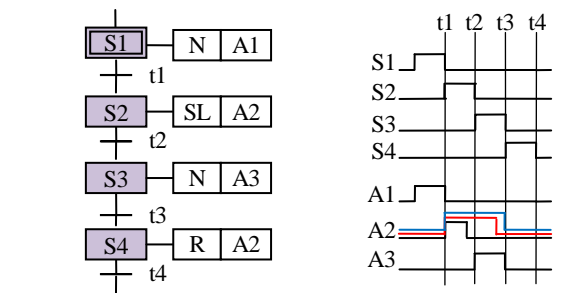 S1 N A1
t1
S2 SL A2
t2
S3 N A3
t3
S4 R A2
t4
t1 t2 t3 t4
S1
S2
S3
S4
A1
A2
A3